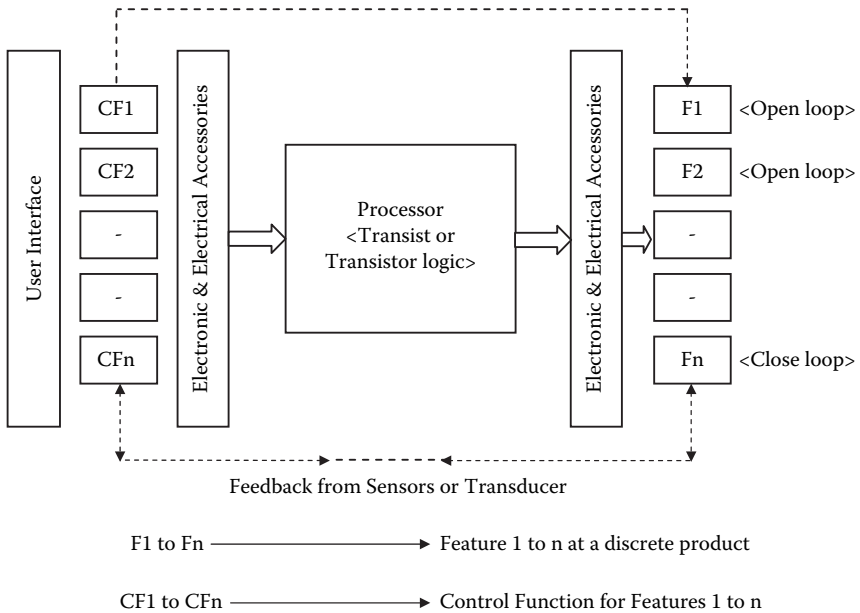 User Interface
CF1
CF2
-
-
CFn
Electronic & Electrical Accessories
Processor
<Transist or
Transistor logic>
Electronic & Electrical Accessories
F1
<Open loop>
F2
<Open loop>
-
-
Fn
<Close loop>
Feedback from Sensors or Transducer
F1 to Fn
Feature 1 to n at a discrete product
CF1 to CFn
Control Function for Features 1 to n